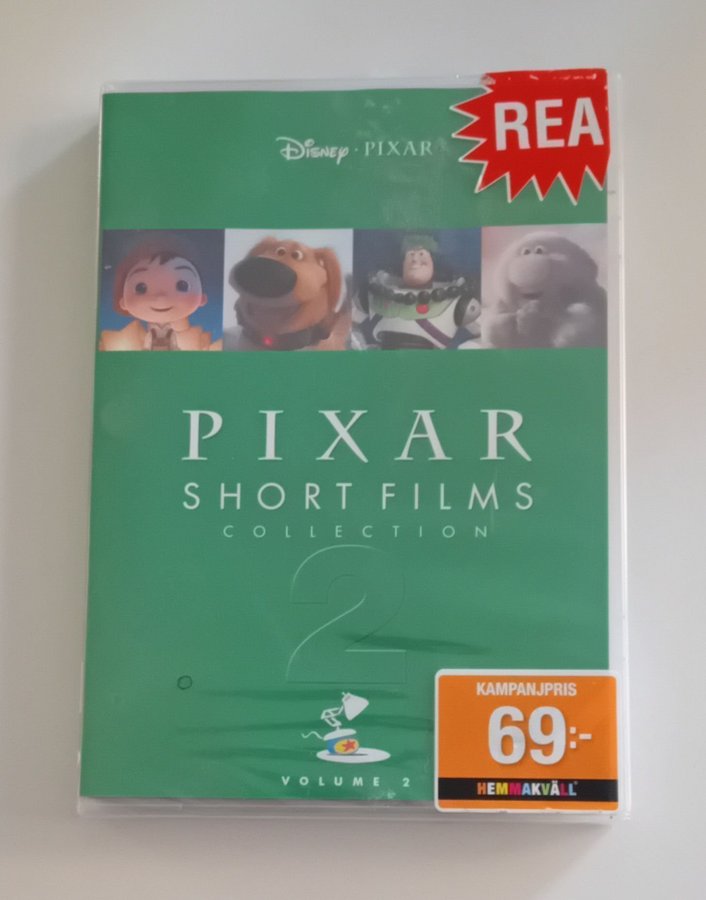 REA
Disney · PIXAR
PIXAR
SHORT FILMS
COLLECTION
2
VOLUME 2
KAMPANJPRIS
69:-
HEMMAKVÄLL